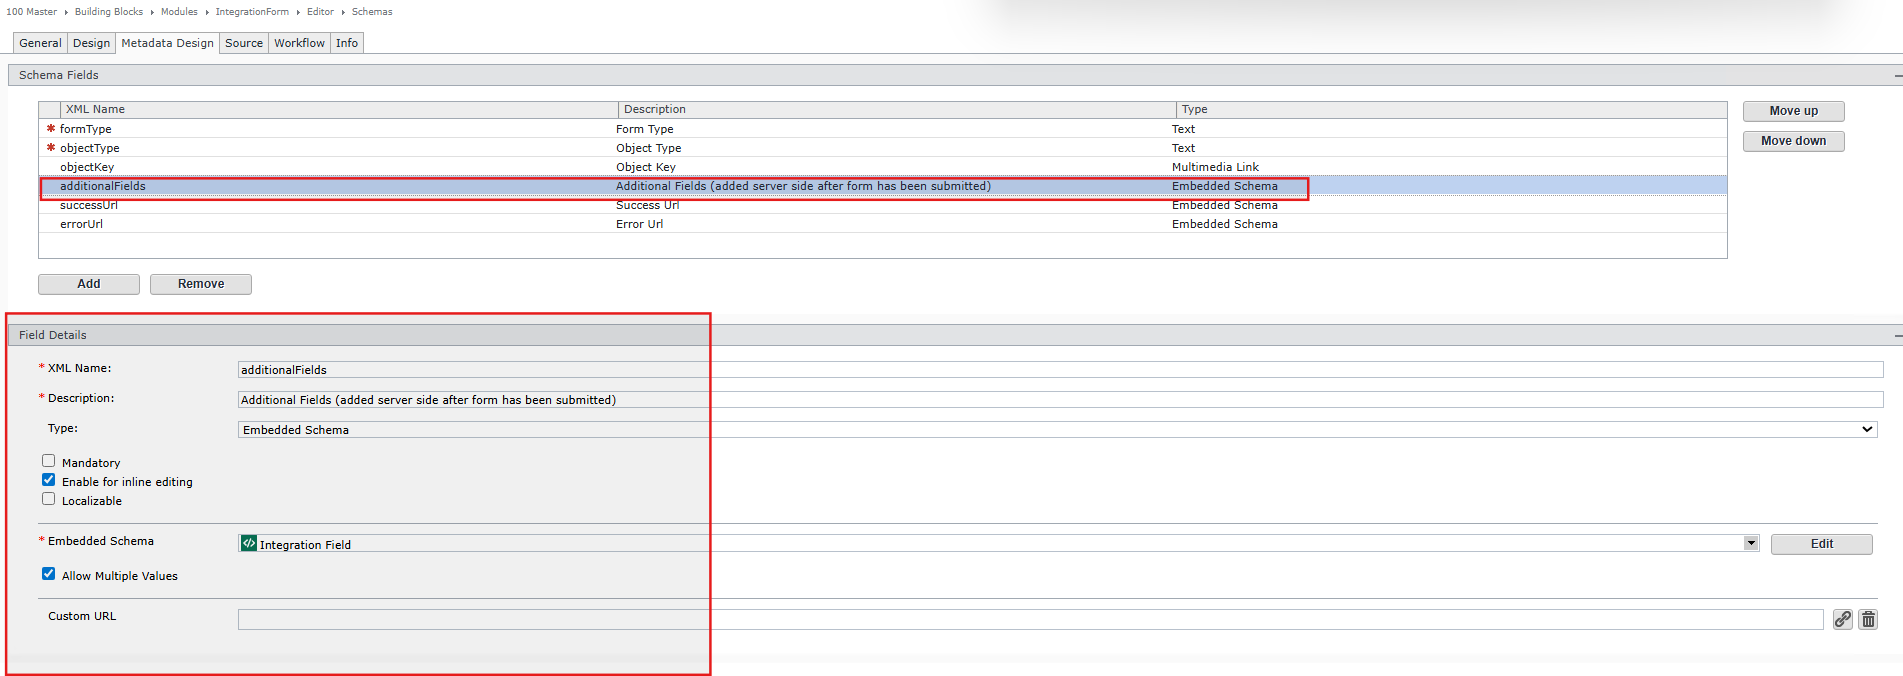 100 Master ▸ Building Blocks ▸ Modules ▸ IntegrationForm ▸ Editor ▸ Schemas
General Design Metadata Design Source Workflow Info
Schema Fields
XML Name Description Type
* formType Form Type Text
* objectType Object Type Text
objectKey Object Key Multimedia Link
additionalFields Additional Fields (added server side after form has been submitted) Embedded Schema
successUrl Success Url Embedded Schema
errorUrl Error Url Embedded Schema
Move up
Move down
Add Remove
Field Details
* XML Name: additionalFields
* Description: Additional Fields (added server side after form has been submitted)
Type: Embedded Schema
Mandatory
Enable for inline editing
Localizable
* Embedded Schema Integration Field Edit
Allow Multiple Values
Custom URL